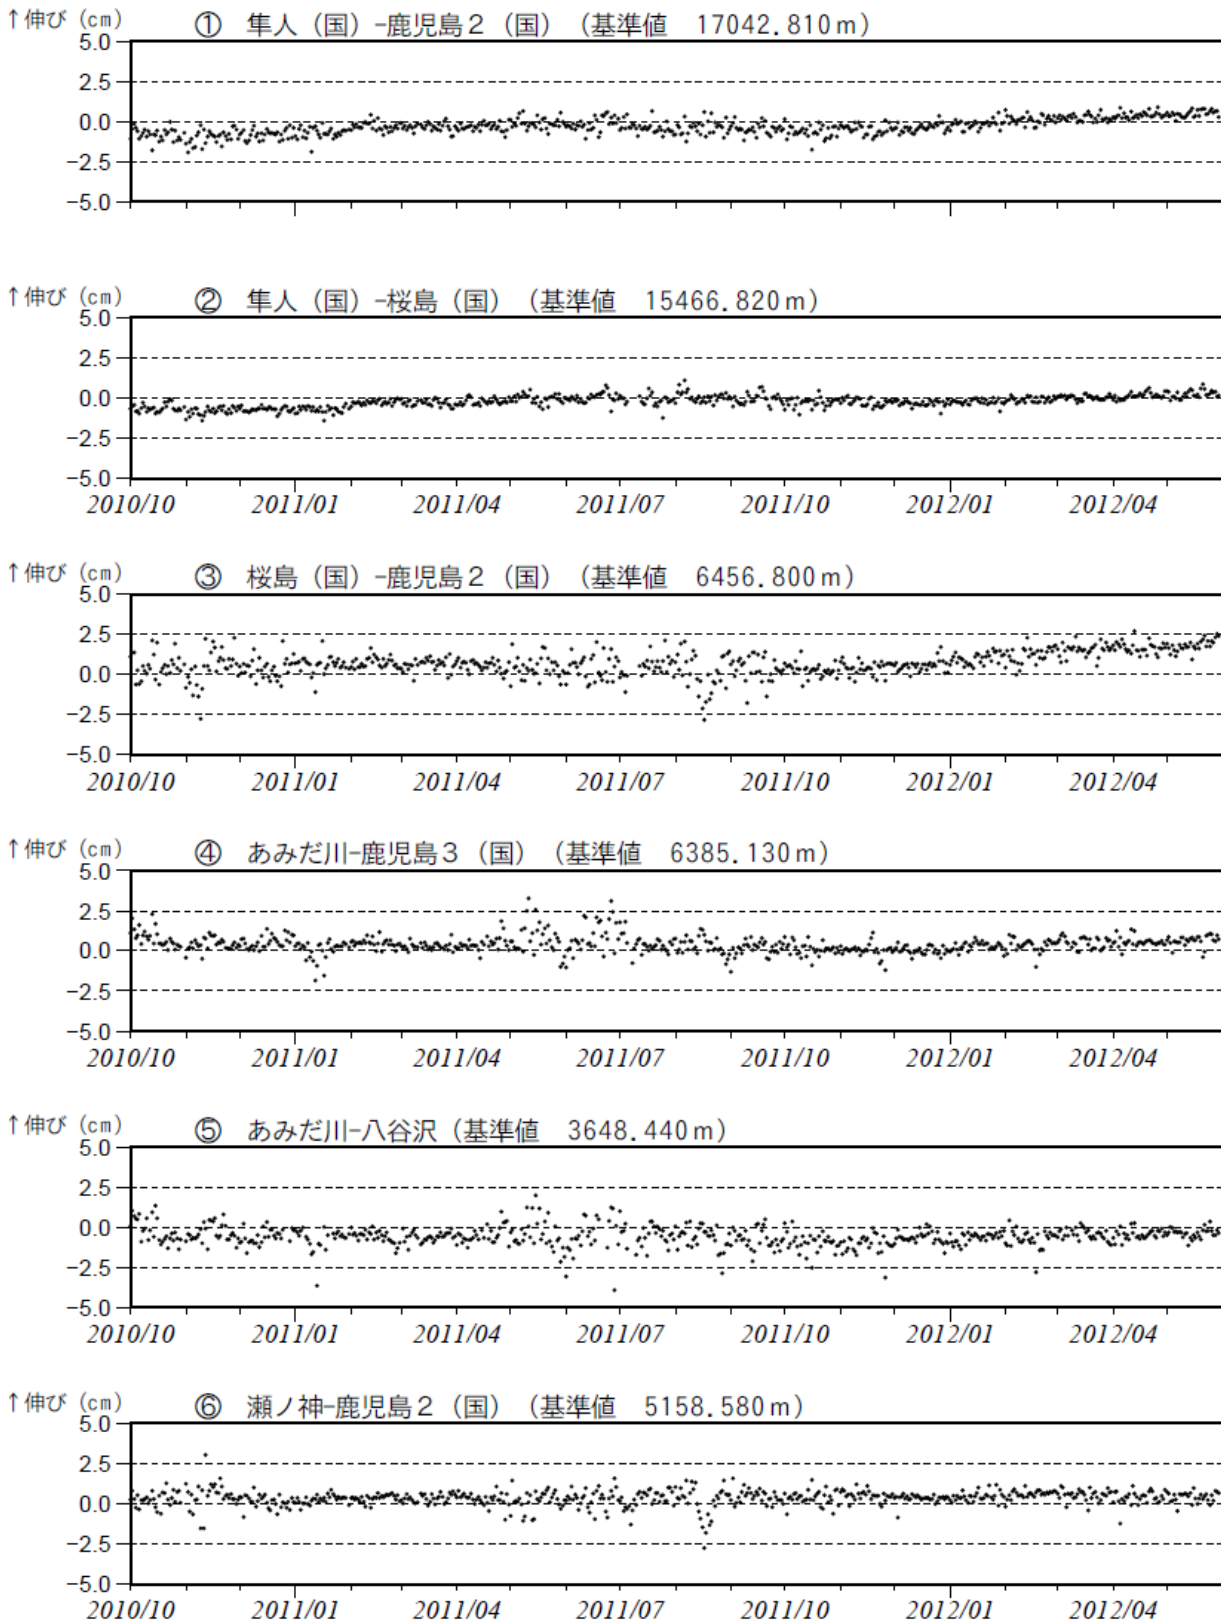 ↑伸び（cm） ① 隼人（国）-鹿児島２（国）（基準値 17042.810m）
5.0
2.5
0.0
-2.5
-5.0
↑伸び（cm） ② 隼人（国）-桜島（国）（基準値 15466.820m）
5.0
2.5
0.0
-2.5
-5.0
2010/10 2011/01 2011/04 2011/07 2011/10 2012/01 2012/04
↑伸び（cm） ③ 桜島（国）-鹿児島２（国）（基準値 6456.800m）
5.0
2.5
0.0
-2.5
-5.0
2010/10 2011/01 2011/04 2011/07 2011/10 2012/01 2012/04
↑伸び（cm） ④ あみだ川-鹿児島３（国）（基準値 6385.130m）
5.0
2.5
0.0
-2.5
-5.0
2010/10 2011/01 2011/04 2011/07 2011/10 2012/01 2012/04
↑伸び（cm） ⑤ あみだ川-八谷沢（基準値 3648.440m）
5.0
2.5
0.0
-2.5
-5.0
2010/10 2011/01 2011/04 2011/07 2011/10 2012/01 2012/04
↑伸び（cm） ⑥ 瀬ノ神-鹿児島２（国）（基準値 5158.580m）
5.0
2.5
0.0
-2.5
-5.0
2010/10 2011/01 2011/04 2011/07 2011/10 2012/01 2012/04